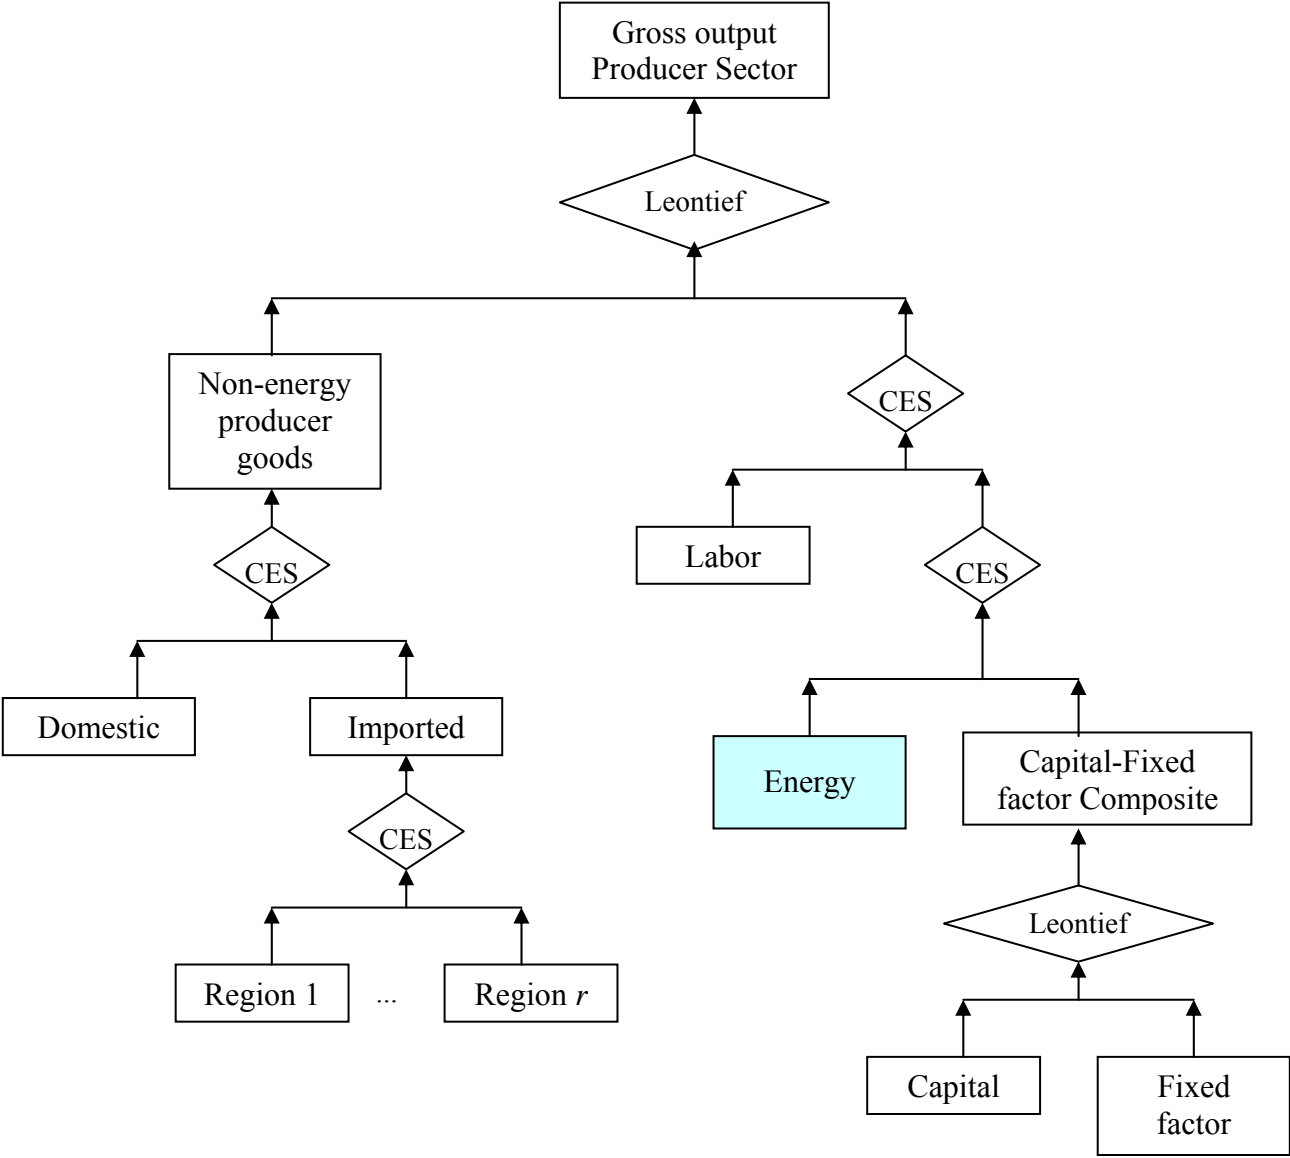 Gross output
Producer Sector
Leontief
Non-energy
producer
goods
CES
Labor
CES
CES
Domestic
Imported
Energy
Capital-Fixed
factor Composite
CES
Leontief
Region 1
...
Region r
Capital
Fixed
factor